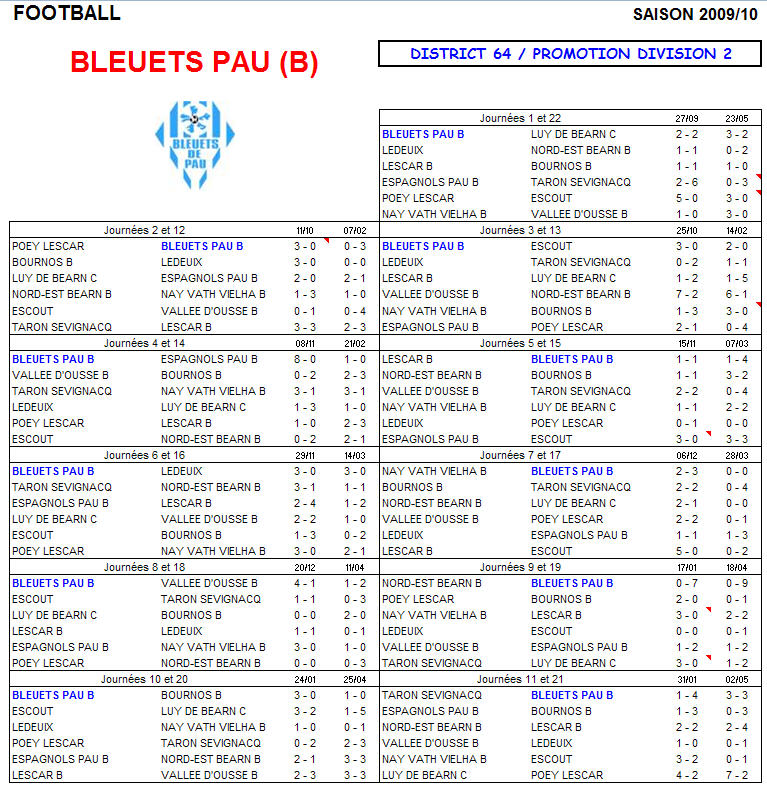 FOOTBALL SAISON 2009/10
BLEUETS PAU (B)
DISTRICT 64 / PROMOTION DIVISION 2
BLEUETS
DE
PAU
Journées 1 et 22 27/09 23/05
BLEUETS PAU B LUY DE BEARN C 2 - 2 3 - 2
LEDEUIX NORD-EST BEARN B 1 - 1 0 - 2
LESCAR B BOURNOS B 1 - 1 1 - 0
ESPAGNOLS PAU B TARON SEVIGNACQ 2 - 6 0 - 3
POEY LESCAR ESCOUT 5 - 0 3 - 0
NAY VATH VIELHA B VALLEE D'OUSSE B 1 - 0 3 - 0
Journées 2 et 12 11/10 07/02
POEY LESCAR BLEUETS PAU B 3 - 0 0 - 3
BOURNOS B LEDEUIX 3 - 0 0 - 0
LUY DE BEARN C ESPAGNOLS PAU B 2 - 0 2 - 1
NORD-EST BEARN B NAY VATH VIELHA B 1 - 3 1 - 0
ESCOUT VALLEE D'OUSSE B 0 - 1 0 - 4
TARON SEVIGNACQ LESCAR B 3 - 3 2 - 3
Journées 3 et 13 25/10 14/02
BLEUETS PAU B ESCOUT 3 - 0 2 - 0
LEDEUIX TARON SEVIGNACQ 0 - 2 1 - 1
LESCAR B LUY DE BEARN C 1 - 2 1 - 5
VALLEE D'OUSSE B NORD-EST BEARN B 7 - 2 6 - 1
NAY VATH VIELHA B BOURNOS B 1 - 3 3 - 0
ESPAGNOLS PAU B POEY LESCAR 2 - 1 0 - 4
Journées 4 et 14 08/11 21/02
BLEUETS PAU B ESPAGNOLS PAU B 8 - 0 1 - 0
VALLEE D'OUSSE B BOURNOS B 0 - 2 2 - 3
TARON SEVIGNACQ NAY VATH VIELHA B 3 - 1 3 - 1
LEDEUIX LUY DE BEARN C 1 - 3 1 - 0
POEY LESCAR LESCAR B 1 - 0 2 - 3
ESCOUT NORD-EST BEARN B 0 - 2 2 - 1
Journées 5 et 15 15/11 07/03
LESCAR B BLEUETS PAU B 1 - 1 1 - 4
NORD-EST BEARN B BOURNOS B 1 - 1 3 - 2
VALLEE D'OUSSE B TARON SEVIGNACQ 2 - 2 0 - 4
NAY VATH VIELHA B LUY DE BEARN C 1 - 1 2 - 2
LEDEUIX POEY LESCAR 0 - 1 0 - 0
ESPAGNOLS PAU B ESCOUT 3 - 0 3 - 3
Journées 6 et 16 29/11 14/03
BLEUETS PAU B LEDEUIX 3 - 0 3 - 0
TARON SEVIGNACQ NORD-EST BEARN B 3 - 1 1 - 1
ESPAGNOLS PAU B LESCAR B 2 - 4 1 - 2
LUY DE BEARN C VALLEE D'OUSSE B 2 - 2 1 - 0
ESCOUT BOURNOS B 1 - 3 0 - 2
POEY LESCAR NAY VATH VIELHA B 3 - 0 2 - 1
Journées 7 et 17 06/12 28/03
NAY VATH VIELHA B BLEUETS PAU B 2 - 3 0 - 0
BOURNOS B TARON SEVIGNACQ 2 - 2 0 - 4
NORD-EST BEARN B LUY DE BEARN C 2 - 1 0 - 0
VALLEE D'OUSSE B POEY LESCAR 2 - 2 0 - 1
LEDEUIX ESPAGNOLS PAU B 1 - 1 1 - 3
LESCAR B ESCOUT 5 - 0 0 - 2
Journées 8 et 18 20/12 11/04
BLEUETS PAU B VALLEE D'OUSSE B 4 - 1 1 - 2
ESCOUT TARON SEVIGNACQ 1 - 1 0 - 3
LUY DE BEARN C BOURNOS B 0 - 0 2 - 0
LESCAR B LEDEUIX 1 - 1 0 - 1
ESPAGNOLS PAU B NAY VATH VIELHA B 3 - 0 1 - 0
POEY LESCAR NORD-EST BEARN B 0 - 0 0 - 3
Journées 9 et 19 17/01 18/04
NORD-EST BEARN B BLEUETS PAU B 0 - 7 0 - 9
POEY LESCAR BOURNOS B 2 - 0 0 - 1
NAY VATH VIELHA B LESCAR B 3 - 0 2 - 2
LEDEUIX ESCOUT 0 - 0 0 - 1
VALLEE D'OUSSE B ESPAGNOLS PAU B 1 - 2 1 - 2
TARON SEVIGNACQ LUY DE BEARN C 3 - 0 1 - 2
Journées 10 et 20 24/01 25/04
BLEUETS PAU B BOURNOS B 3 - 0 1 - 0
ESCOUT LUY DE BEARN C 3 - 2 1 - 5
LEDEUIX NAY VATH VIELHA B 1 - 0 0 - 1
POEY LESCAR TARON SEVIGNACQ 0 - 2 2 - 3
ESPAGNOLS PAU B NORD-EST BEARN B 2 - 1 3 - 3
LESCAR B VALLEE D'OUSSE B 2 - 3 3 - 3
Journées 11 et 21 31/01 02/05
TARON SEVIGNACQ BLEUETS PAU B 1 - 4 3 - 3
ESPAGNOLS PAU B BOURNOS B 1 - 3 0 - 3
NORD-EST BEARN B LESCAR B 2 - 2 2 - 4
VALLEE D'OUSSE B LEDEUIX 1 - 0 0 - 1
NAY VATH VIELHA B ESCOUT 3 - 2 0 - 1
LUY DE BEARN C POEY LESCAR 4 - 2 7 - 2